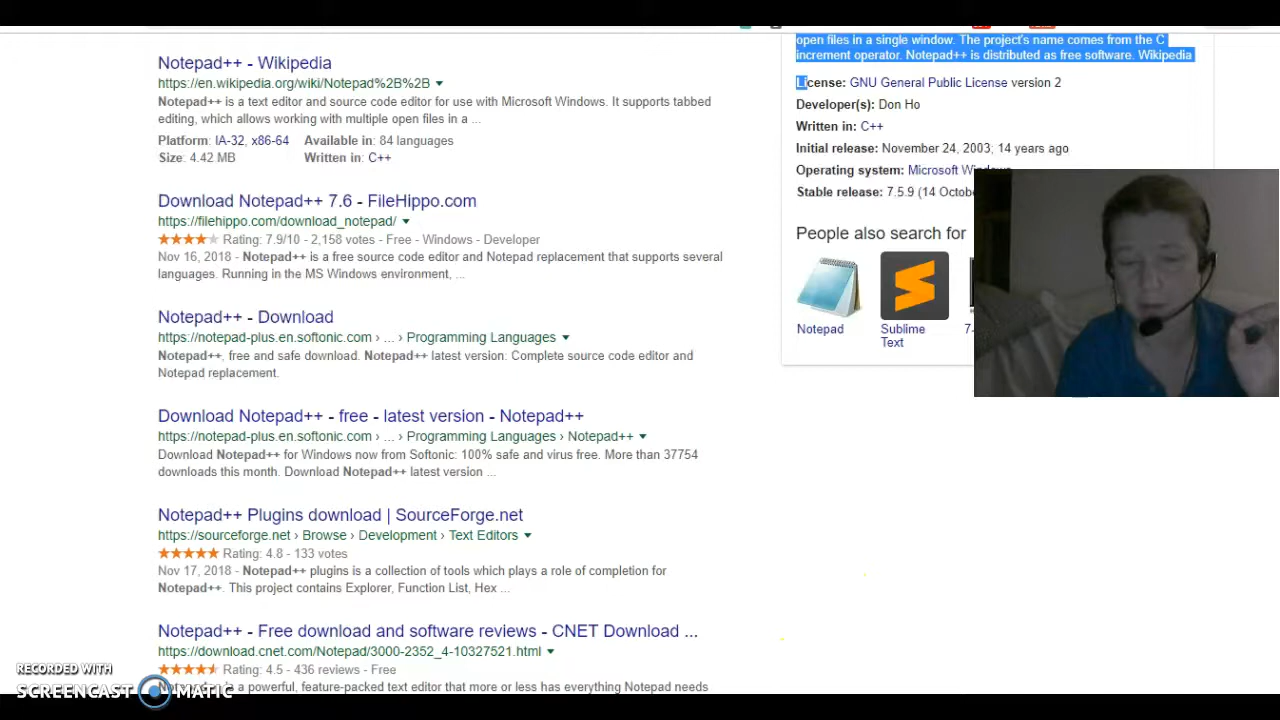 Notepad++ - Wikipedia
https://en.wikipedia.org/wiki/Notepad%2B%2B
Notepad++ is a text editor and source code editor for use with Microsoft Windows. It supports tabbed
editing, which allows working with multiple open files in a ...
Platform: IA-32, x86-64 Available in: 84 languages
Size: 4.42 MB Written in: C++
Download Notepad++ 7.6 - FileHippo.com
https://filehippo.com/download_notepad/
Rating: 7.9/10 - 2,158 votes - Free - Windows - Developer
Nov 16, 2018 - Notepad++ is a free source code editor and Notepad replacement that supports several
languages. Running in the MS Windows environment, ...
Notepad++ - Download
https://notepad-plus.en.softonic.com › ... › Programming Languages
Notepad++, free and safe download. Notepad++ latest version: Complete source code editor and
Notepad replacement.
Download Notepad++ - free - latest version - Notepad++
https://notepad-plus.en.softonic.com › ... › Programming Languages › Notepad++
Download Notepad++ for Windows now from Softonic: 100% safe and virus free. More than 37754
downloads this month. Download Notepad++ latest version ...
Notepad++ Plugins download | SourceForge.net
https://sourceforge.net › Browse › Development › Text Editors
Rating: 4.8 - 133 votes
Nov 17, 2018 - Notepad++ plugins is a collection of tools which plays a role of completion for
Notepad++. This project contains Explorer, Function List, Hex ...
Notepad++ - Free download and software reviews - CNET Download ...
https://download.cnet.com/Notepad/3000-2352_4-10327521.html
Rating: 4.5 - 436 reviews - Free
Notepad++ is a powerful, feature-packed text editor that more or less has everything Notepad needs
open files in a single window. The project's name comes from the C
increment operator. Notepad++ is distributed as free software. Wikipedia
License: GNU General Public License version 2
Developer(s): Don Ho
Written in: C++
Initial release: November 24, 2003; 14 years ago
Operating system: Microsoft Windows
Stable release: 7.5.9 (14 Octobe
People also search for
Notepad
Sublime
Text
7-
RECORDED WITH
SCREENCAST MATIC